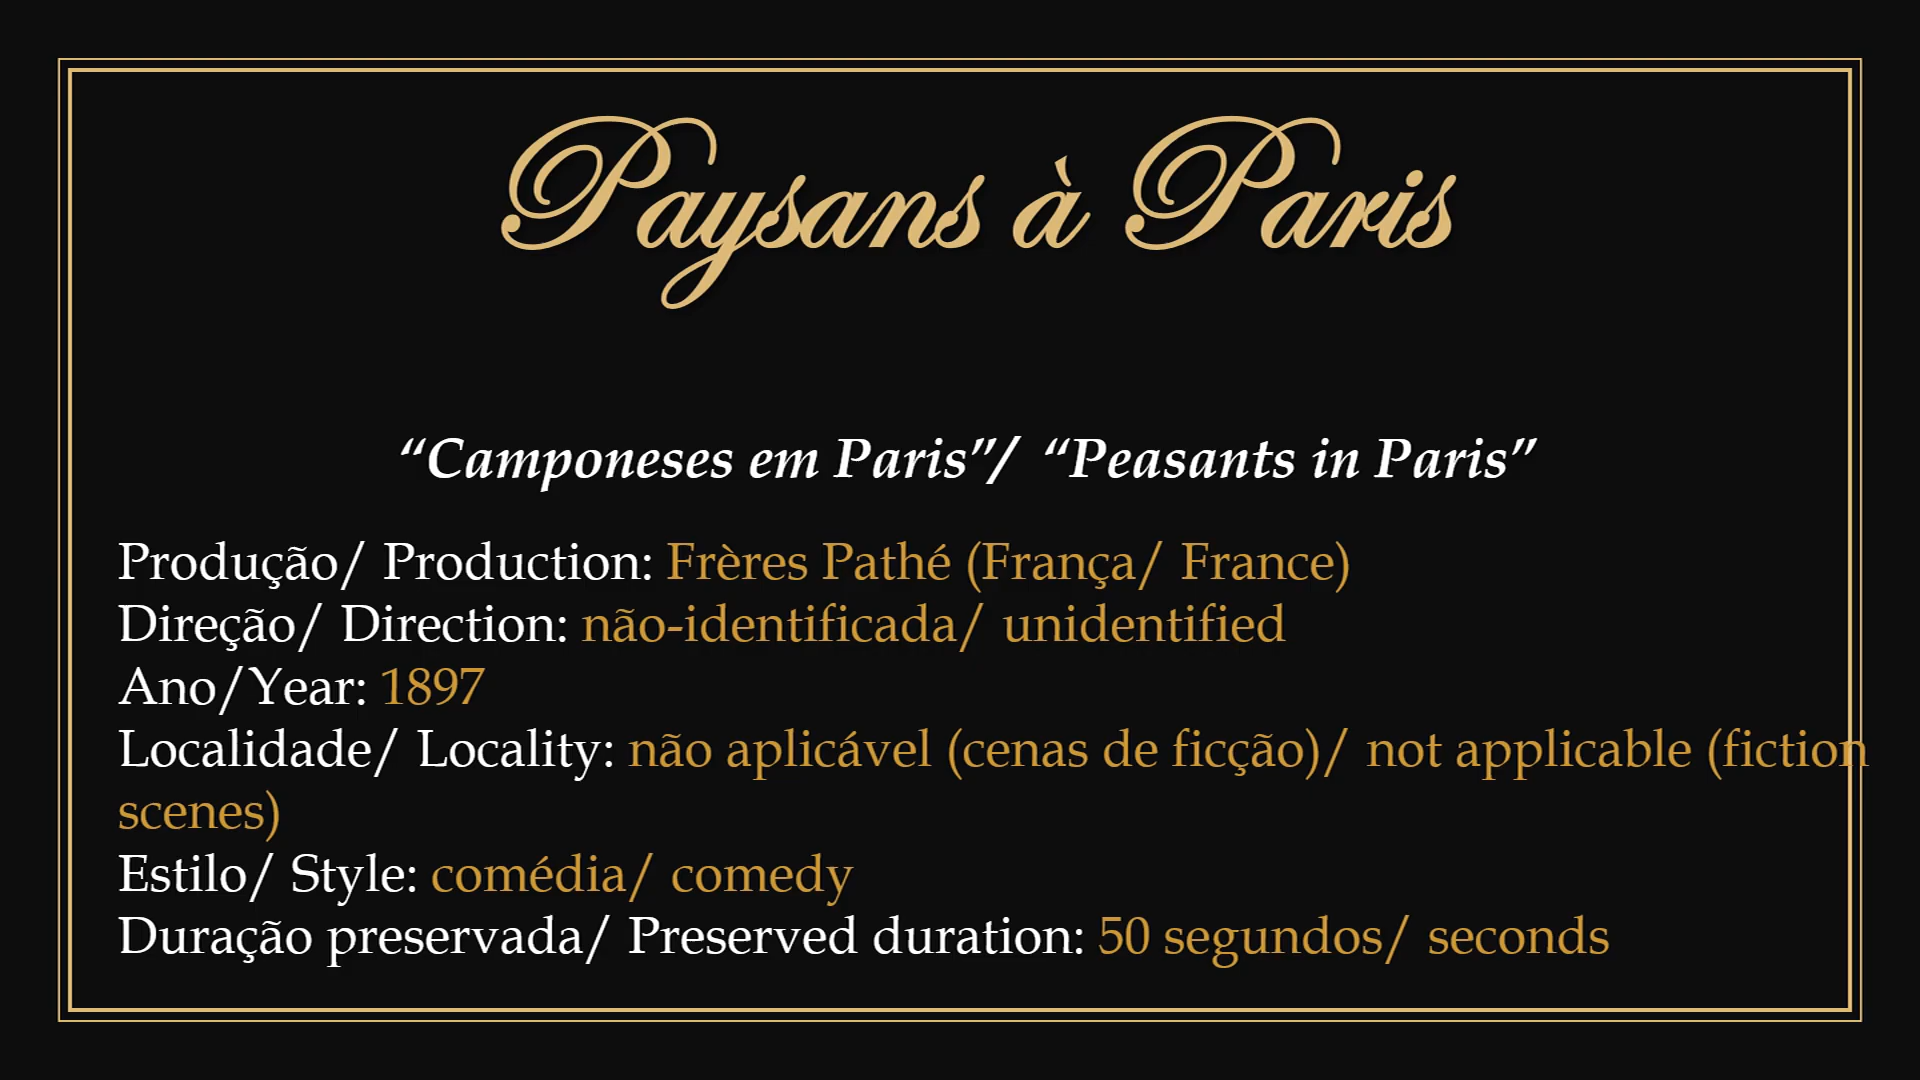 Paysans à Paris
“Camponeses em Paris”/ “Peasants in Paris”
Produção/ Production: Frères Pathé (França/ France)
Direção/ Direction: não-identificada/ unidentified
Ano/Year: 1897
Localidade/ Locality: não aplicável (cenas de ficção)/ not applicable (fiction
scenes)
Estilo/ Style: comédia/ comedy
Duração preservada/ Preserved duration: 50 segundos/ seconds